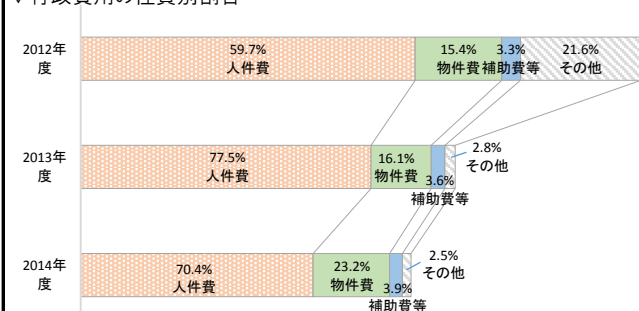 ▽行政費用の性質別割合
2012年
度
59.7%
人件費
15.4%
物件費
3.3%
補助費等
21.6%
その他
2013年
度
77.5%
人件費
16.1%
物件費
3.6%
補助費等
2.8%
その他
2014年
度
70.4%
人件費
23.2%
物件費
3.9%
補助費等
2.5%
その他